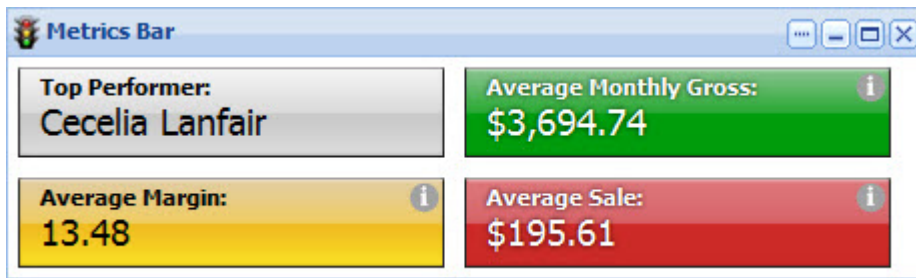 Metrics Bar
Top Performer:
Cecelia Lanfair
Average Monthly Gross:
$3,694.74
Average Margin:
13.48
Average Sale:
$195.61